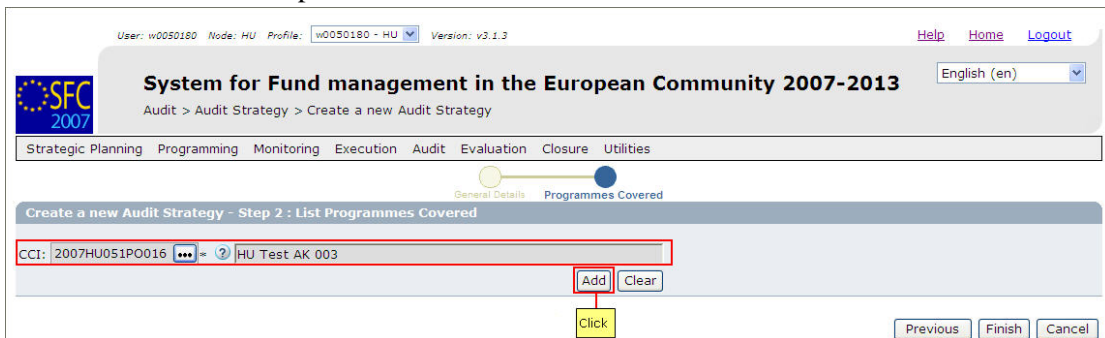 User: w0050180 Node: HU Profile: w0050180 - HU Version: v3.1.3 Help Home Logout
English (en)
System for Fund management in the European Community 2007-2013
SFC
2007
Audit > Audit Strategy > Create a new Audit Strategy
Strategic Planning Programming Monitoring Execution Audit Evaluation Closure Utilities
General Details Programmes Covered
Create a new Audit Strategy - Step 2 : List Programmes Covered
CCI: 2007HU051PO016 ... * ? HU Test AK 003
Add Clear
Click
Previous Finish Cancel